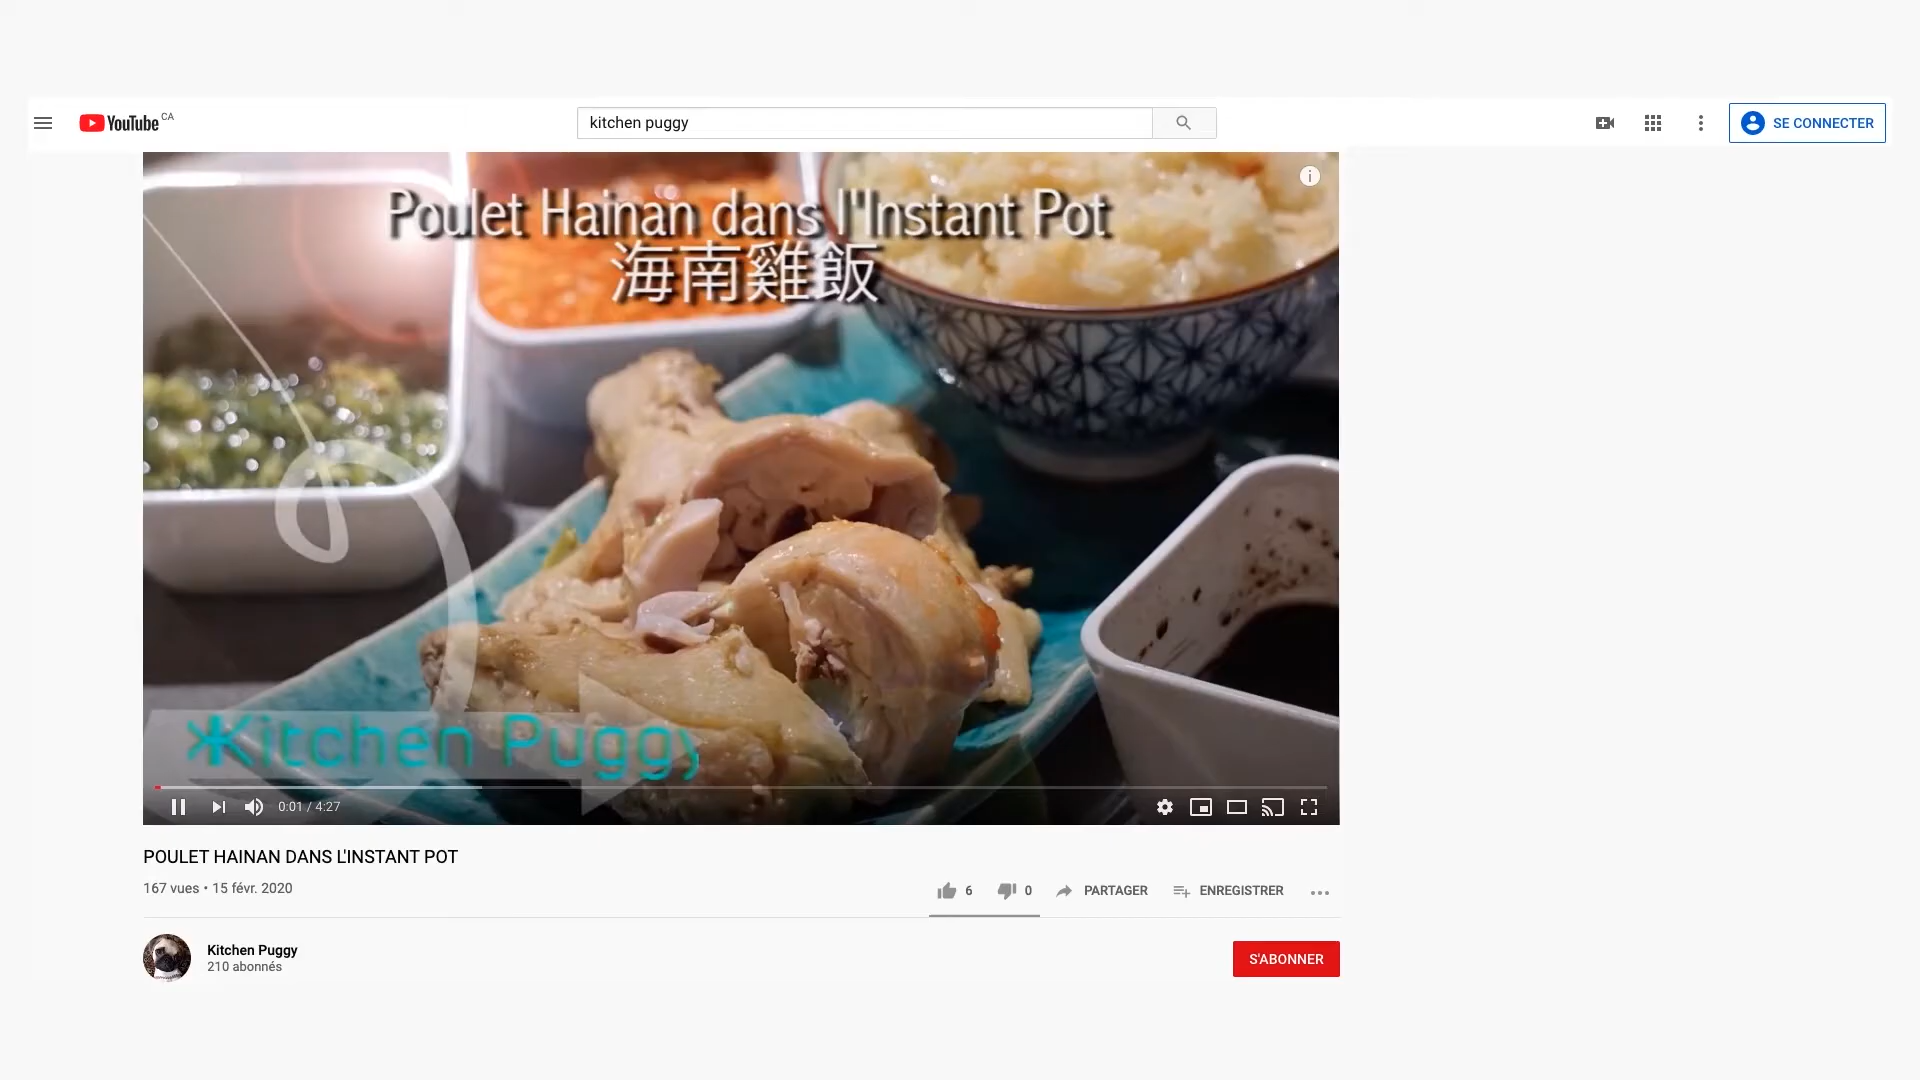 YouTube CA
kitchen puggy
SE CONNECTER
Poulet Hainan dans l''Instant Pot
海南雞飯
Kitchen Puggy
0:01 / 4:27
POULET HAINAN DANS L'INSTANT POT
167 vues • 15 févr. 2020
6 0 PARTAGER ENREGISTRER
Kitchen Puggy
210 abonnés
S'ABONNER